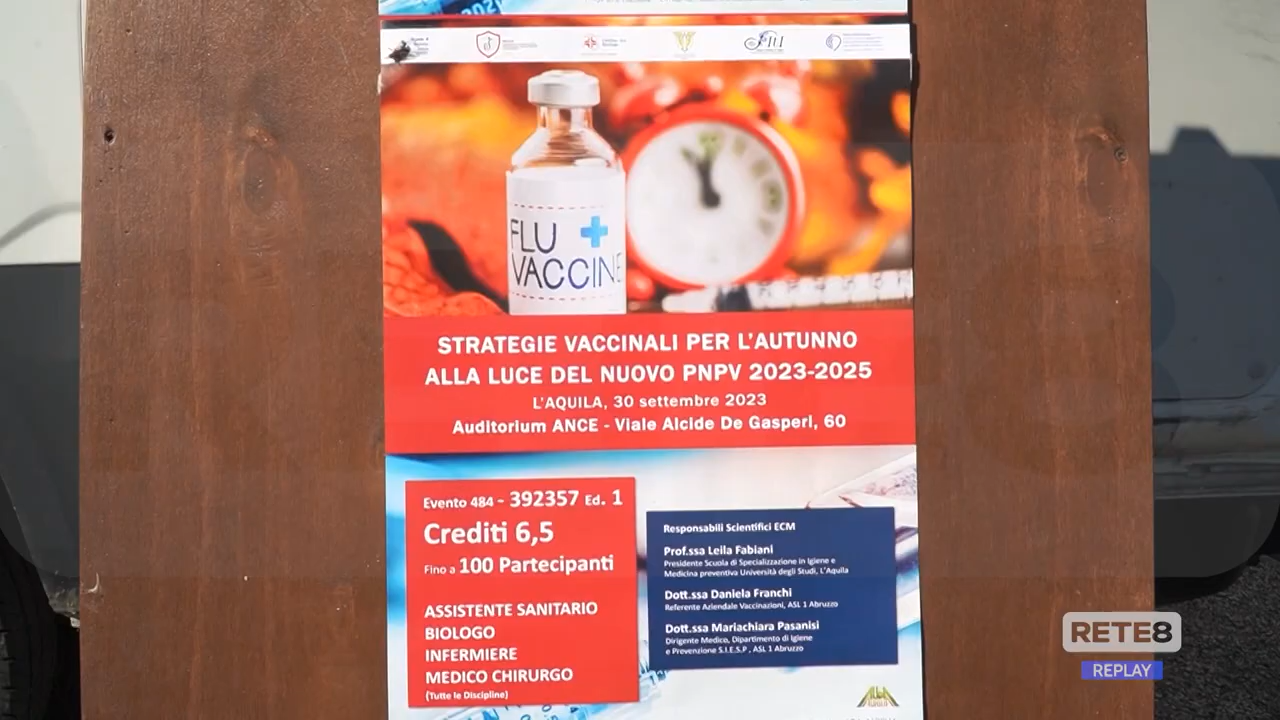 FLU
VACCINE
STRATEGIE VACCINALI PER L'AUTUNNO
ALLA LUCE DEL NUOVO PNPV 2023-2025
L'AQUILA, 30 settembre 2023
Auditorium ANCE - Viale Alcide De Gasperi, 60
Evento 484 - 392357 Ed. 1
Crediti 6,5
Fino a 100 Partecipanti
ASSISTENTE SANITARIO
BIOLOGO
INFERMIERE
MEDICO CHIRURGO
(Tutte le Discipline)
Responsabili Scientifici ECM
Prof.ssa Leila Fabiani
Presidente Scuola di Specializzazione in Igiene e
Medicina preventiva Università degli Studi, L'Aquila
Dott.ssa Daniela Franchi
Referente Aziendale Vaccinazioni, ASL 1 Abruzzo
Dott.ssa Mariachiara Pasanisi
Dirigente Medico, Dipartimento di Igiene
e Prevenzione S.I.E.S.P , ASL 1 Abruzzo
RETE8
REPLAY